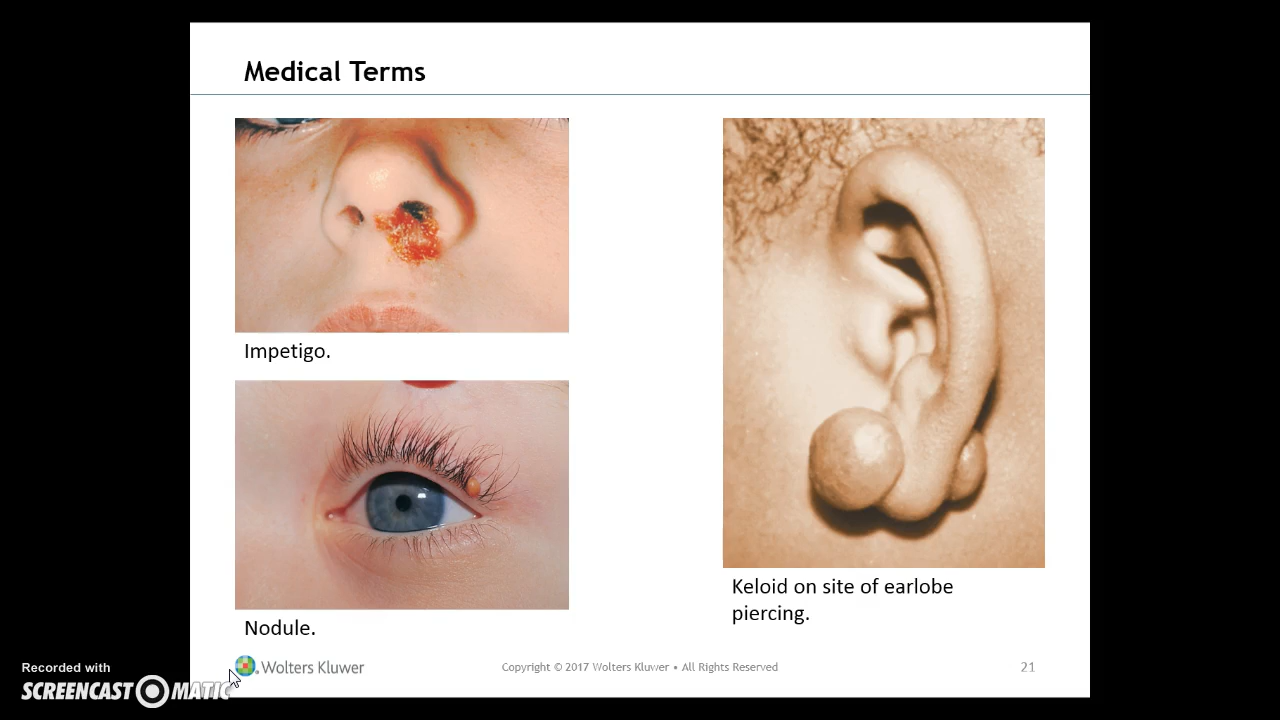 Medical Terms
Impetigo.
Nodule.
Keloid on site of earlobe
piercing.
Recorded with
SCREENCAST MATIC
Wolters Kluwer
Copyright © 2017 Wolters Kluwer • All Rights Reserved
21